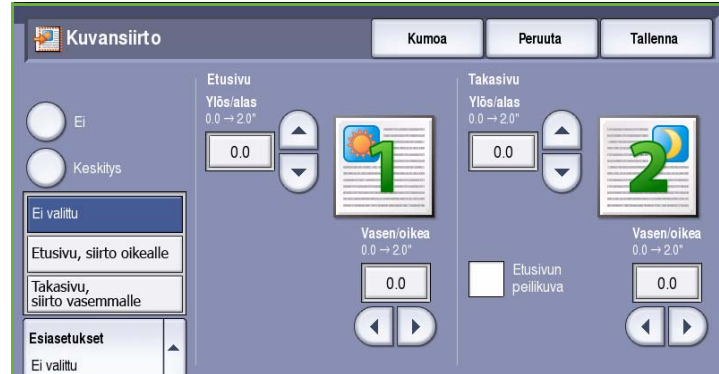 Kuvansiirto
Kumoa
Peruuta
Tallenna
Ei
Keskitys
Ei valittu
Etusivu, siirto oikealle
Takasivu,
siirto vasemmalle
Esiasetukset
Ei valittu
Etusivu
Ylös/alas
0.0 → 2.0"
0.0
1
Vasen/oikea
0.0 → 2.0"
0.0
Takasivu
Ylös/alas
0.0 → 2.0"
0.0
2
Etusivun
peilikuva
Vasen/oikea
0.0 → 2.0"
0.0